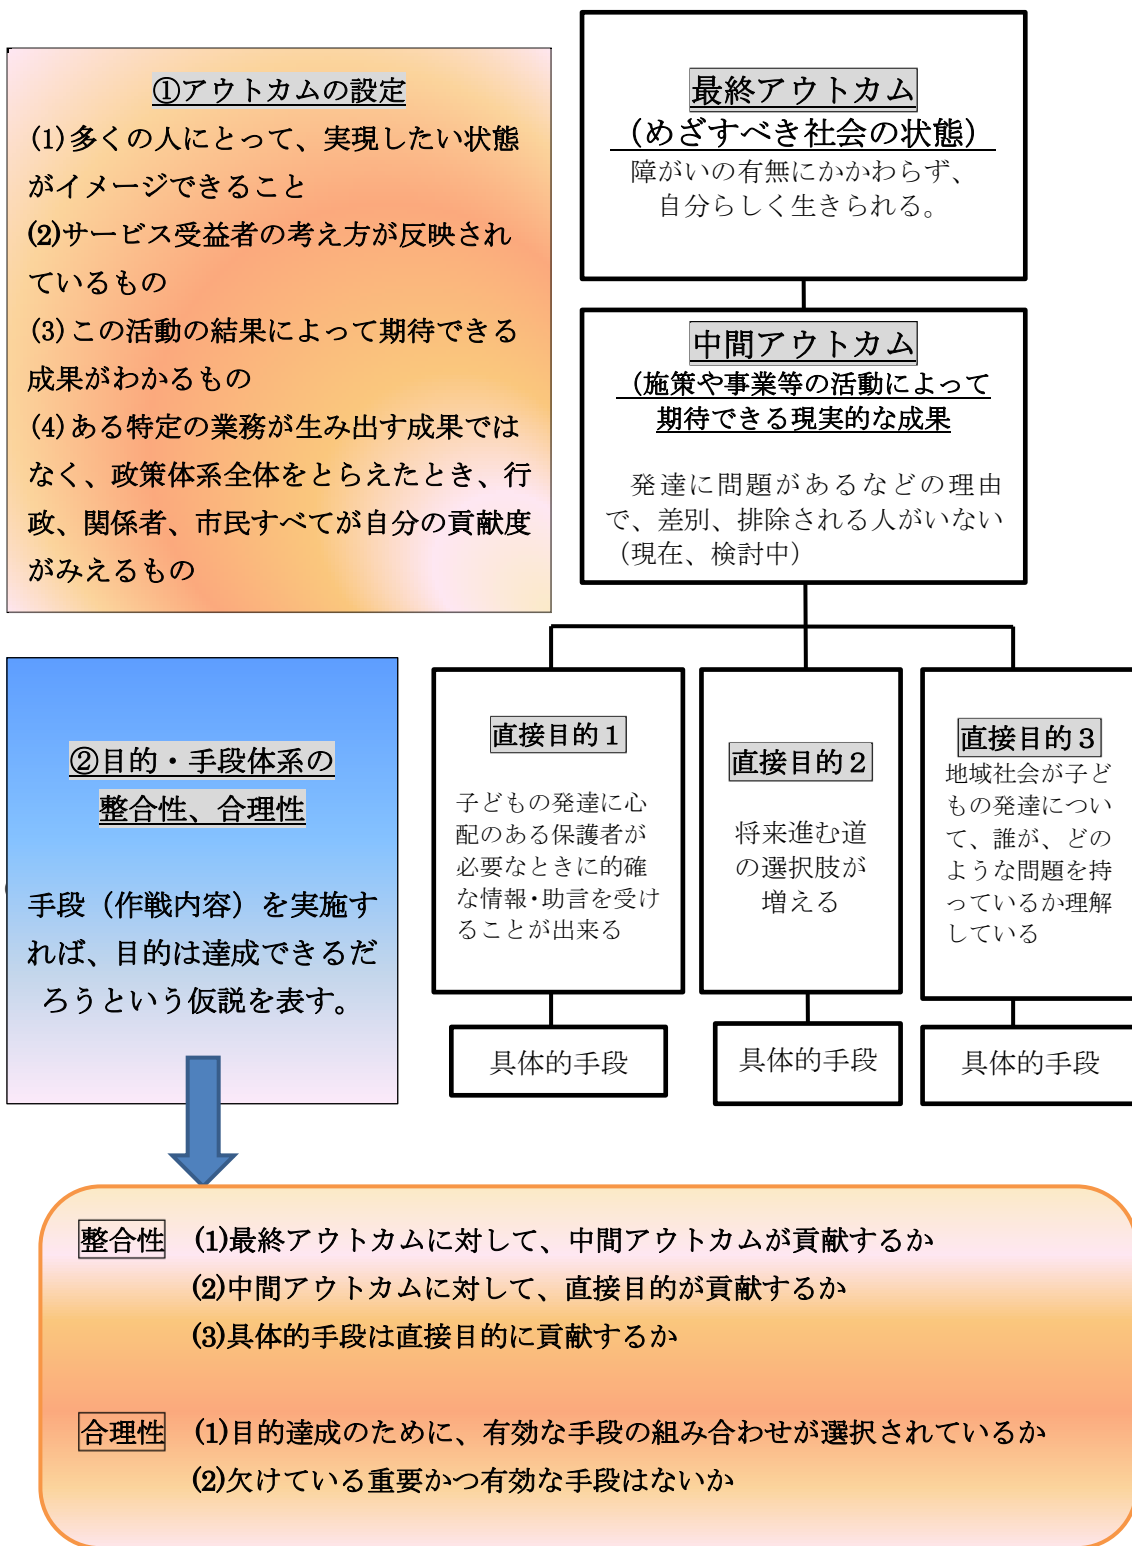 ①アウトカムの設定
(1)多くの人にとって、実現したい状態
がイメージできること
(2)サービス受益者の考え方が反映され
ているもの
(3)この活動の結果によって期待できる
成果がわかるもの
(4)ある特定の業務が生み出す成果では
なく、政策体系全体をとらえたとき、行
政、関係者、市民すべてが自分の貢献度
がみえるもの
最終アウトカム
（めざすべき社会の状態）
障がいの有無にかかわらず、
自分らしく生きられる。
中間アウトカム
（施策や事業等の活動によって
期待できる現実的な成果
発達に問題があるなどの理由
で、差別、排除される人がいない
（現在、検討中）
②目的・手段体系の
整合性、合理性
手段（作戦内容）を実施す
れば、目的は達成できるだ
ろうという仮説を表す。
直接目的１
子どもの発達に心
配のある保護者が
必要なときに的確
な情報・助言を受け
ることが出来る
直接目的２
将来進む道
の選択肢が
増える
直接目的３
地域社会が子ど
もの発達につい
て、誰が、どの
ような問題を持
っているか理解
している
具体的手段
具体的手段
具体的手段
整合性 (1)最終アウトカムに対して、中間アウトカムが貢献するか
(2)中間アウトカムに対して、直接目的が貢献するか
(3)具体的手段は直接目的に貢献するか
合理性 (1)目的達成のために、有効な手段の組み合わせが選択されているか
(2)欠けている重要かつ有効な手段はないか